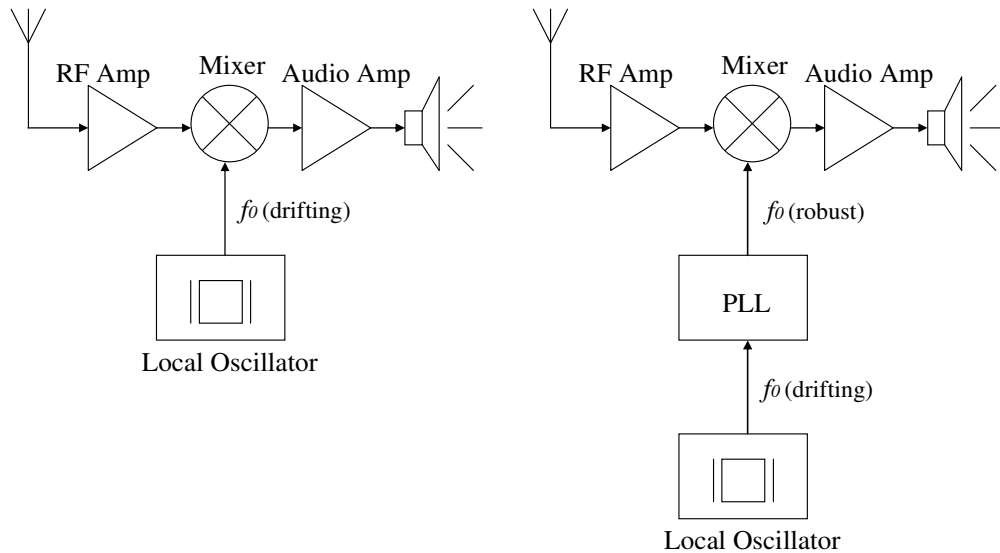 RF Amp
Mixer
Audio Amp
f0 (drifting)
Local Oscillator
RF Amp
Mixer
Audio Amp
f0 (robust)
PLL
f0 (drifting)
Local Oscillator